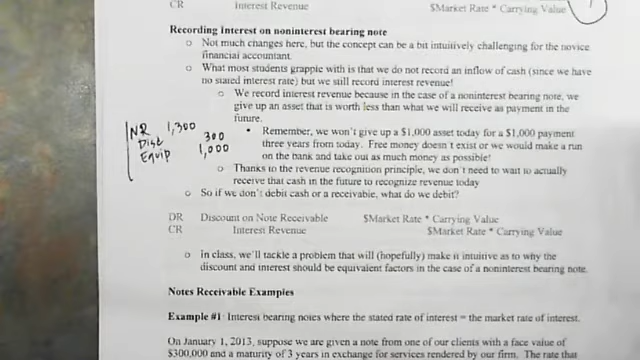 CR Interest Revenue $Market Rate * Carrying Value
Recording Interest on noninterest bearing note
o Not much changes here, but the concept can be a bit intuitively challenging for the novice
financial accountant.
o What most students grapple with is that we do not record an inflow of cash (since we have
no stated interest rate) but we still record interest revenue!
o We record interest revenue because in the case of a noninterest bearing note, we
give up an asset that is worth less than what we will receive as payment in the
future.
NR 1,300
Disc 300
Equip 1,000
• Remember, we won't give up a $1,000 asset today for a $1,000 payment
three years from today. Free money doesn't exist or we would make a run
on the bank and take out as much money as possible!
o Thanks to the revenue recognition principle, we don't need to wait to actually
receive that cash in the future to recognize revenue today
o So if we don't debit cash or a receivable, what do we debit?
DR Discount on Note Receivable $Market Rate * Carrying Value
CR Interest Revenue $Market Rate * Carrying Value
o In class, we'll tackle a problem that will (hopefully) make it intuitive as to why the
discount and interest should be equivalent factors in the case of a noninterest bearing note.
Notes Receivable Examples
Example #1: Interest bearing notes where the stated rate of interest = the market rate of interest.
On January 1, 2013, suppose we are given a note from one of our clients with a face value of
$300,000 and a maturity of 3 years in exchange for services rendered by our firm. The rate that